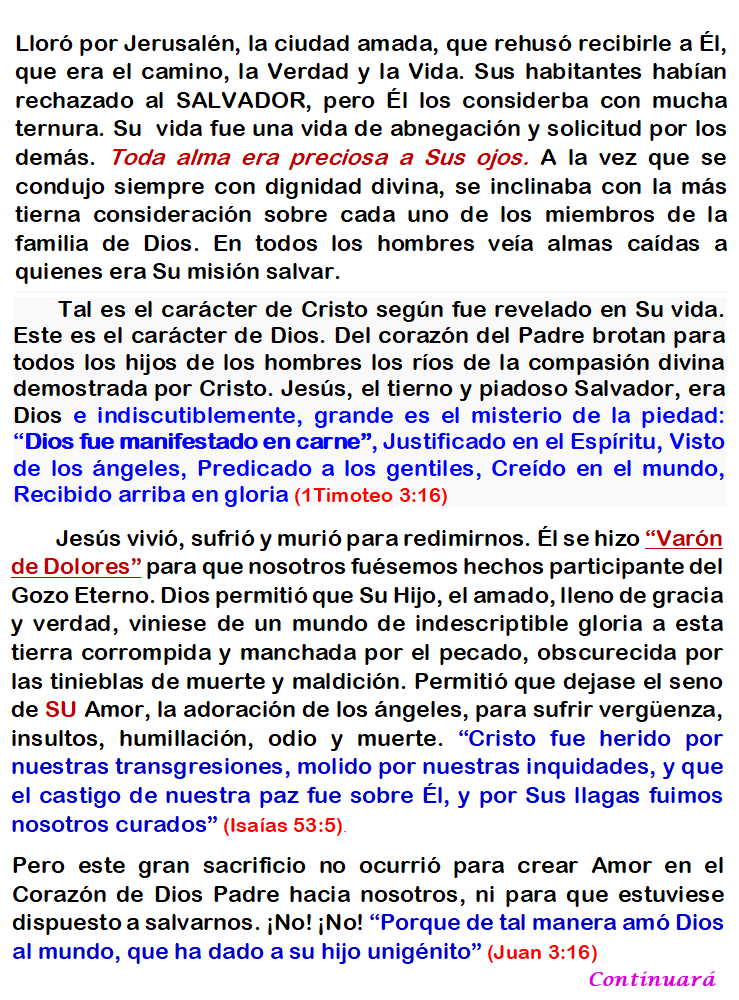 Lloró por Jerusalén, la ciudad amada, que rehusó recibirle a Él,
que era el camino, la Verdad y la Vida. Sus habitantes habían
rechazado al SALVADOR, pero Él los considerba con mucha
ternura. Su vida fue una vida de abnegación y solicitud por los
demás. Toda alma era preciosa a Sus ojos. A la vez que se
condujo siempre con dignidad divina, se inclinaba con la más
tierna consideración sobre cada uno de los miembros de la
familia de Dios. En todos los hombres veía almas caídas a
quienes era Su misión salvar.
Tal es el carácter de Cristo según fue revelado en Su vida.
Este es el carácter de Dios. Del corazón del Padre brotan para
todos los hijos de los hombres los ríos de la compasión divina
demostrada por Cristo. Jesús, el tierno y piadoso Salvador, era
Dios e indiscutiblemente, grande es el misterio de la piedad:
“Dios fue manifestado en carne”, Justificado en el Espíritu, Visto
de los ángeles, Predicado a los gentiles, Creído en el mundo,
Recibido arriba en gloria (1Timoteo 3:16)
Jesús vivió, sufrió y murió para redimirnos. Él se hizo “Varón
de Dolores” para que nosotros fuésemos hechos participante del
Gozo Eterno. Dios permitió que Su Hijo, el amado, lleno de gracia
y verdad, viniese de un mundo de indescriptible gloria a esta
tierra corrompida y manchada por el pecado, obscurecida por
las tinieblas de muerte y maldición. Permitió que dejase el seno
de SU Amor, la adoración de los ángeles, para sufrir vergüenza,
insultos, humillación, odio y muerte. “Cristo fue herido por
nuestras transgresiones, molido por nuestras inquidades, y que
el castigo de nuestra paz fue sobre Él, y por Sus llagas fuimos
nosotros curados” (Isaías 53:5).
Pero este gran sacrificio no ocurrió para crear Amor en el
Corazón de Dios Padre hacia nosotros, ni para que estuviese
dispuesto a salvarnos. ¡No! ¡No! “Porque de tal manera amó Dios
al mundo, que ha dado a su hijo unigénito” (Juan 3:16)
Continuará